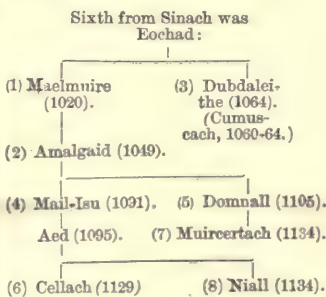 Sixth from Sinach was
Eochad:
(1) Maelmuire (3) Dubdalei-
(1020). the (1064).
(Cumus-
cach, 1060-64.)
(2) Amalgaid (1049).
(4) Mail-Isu (1091). (5) Domnall (1105).
Aed (1095). (7) Muircertach (1134).
(6) Cellach (1129) (8) Niall (1134).